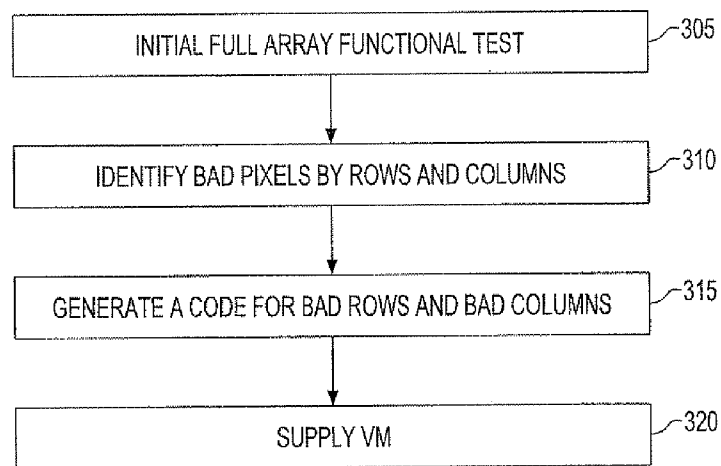 INITIAL FULL ARRAY FUNCTIONAL TEST
305
IDENTIFY BAD PIXELS BY ROWS AND COLUMNS
310
GENERATE A CODE FOR BAD ROWS AND BAD COLUMNS
315
SUPPLY VM
320